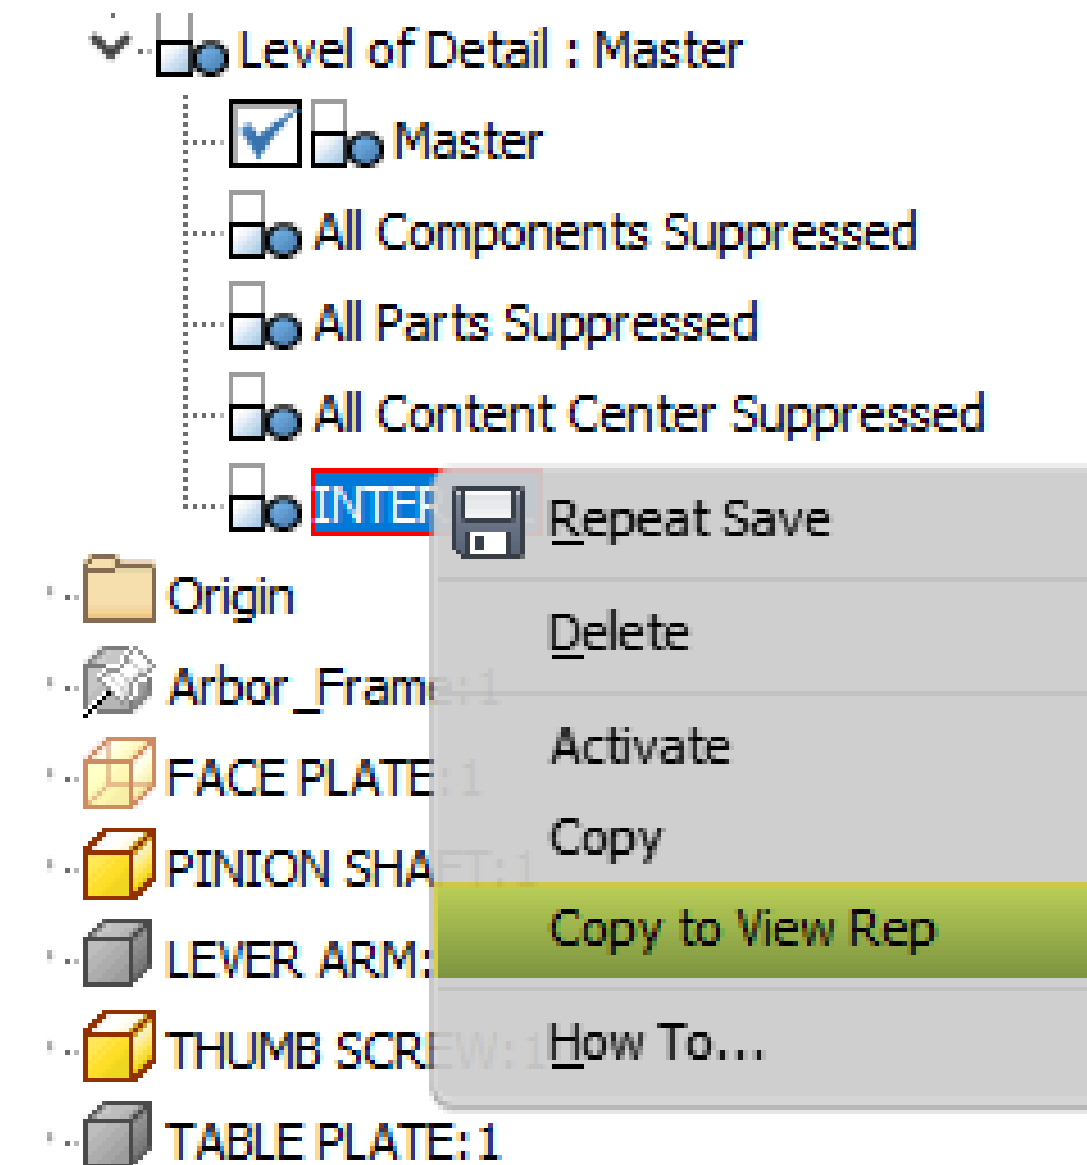 Level of Detail : Master
Master
All Components Suppressed
All Parts Suppressed
All Content Center Suppressed
Repeat Save
Origin
Delete
Arbor_Frame:1
Activate
FACE PLATE:1
Copy
PINION SHAFT:1
Copy to View Rep
LEVER ARM:
THUMB SCREW:1
How To...
TABLE PLATE:1